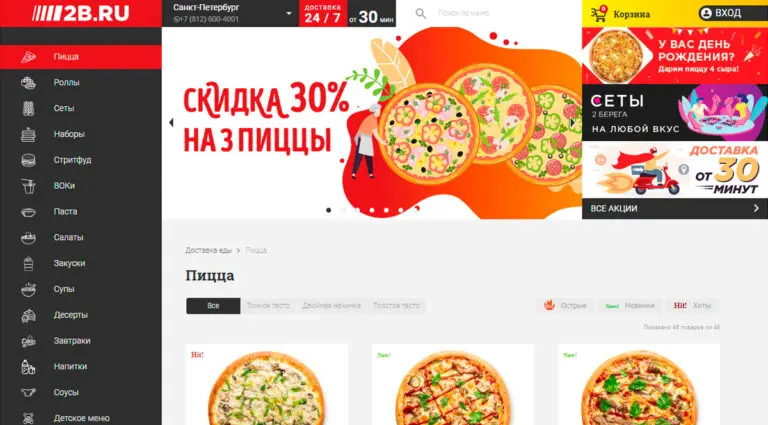 2B.RU
Санкт-Петербург
+7 (812) 600-4001
ДОСТАВКА
24 / 7
от 30 мин
Поиск по меню
0
Корзина
ВХОД
Пицца
Роллы
Сеты
Наборы
Стритфуд
ВОКи
Паста
Салаты
Закуски
Супы
Десерты
Завтраки
Напитки
Соусы
Детское меню
СКИДКА 30%
НА 3 ПИЦЦЫ
У ВАС ДЕНЬ
РОЖДЕНИЯ?
Дарим пиццу 4 сыра!
СЕТЫ
2 БЕРЕГА
НА ЛЮБОЙ ВКУС
ДОСТАВКА
ОТ 30
МИНУТ
ВСЕ АКЦИИ
Доставка еды > Пицца
Пицца
Все
Тонкое тесто
Двойная начинка
Толстое тесто
Острые
New! Новинки
Hit! Хиты
Показано 48 товаров из 48
Hit!
New!
New!